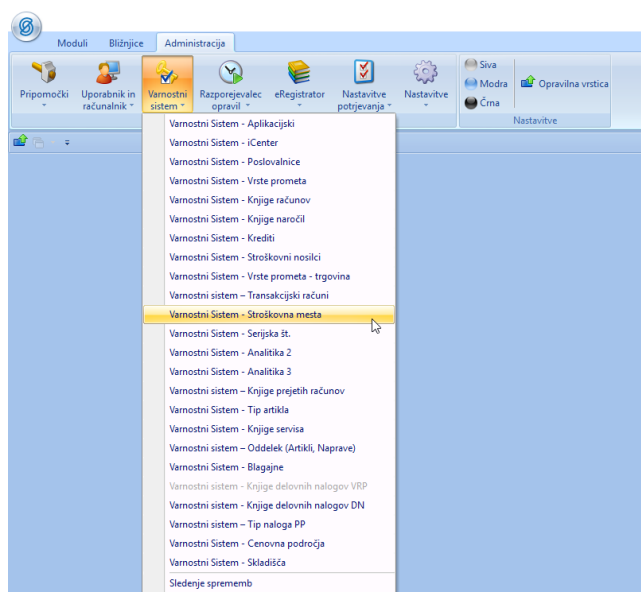 Moduli Bližnjice Administracija
Pripomočki
Uporabnik in računalnik
Varnostni sistem
Razporejevalec opravil
eRegistrator
Nastavitve potrjevanja
Nastavitve
Siva
Modra
Črna
Opravilna vrstica
Nastavitve
Varnostni Sistem - Aplikacijski
Varnostni Sistem - iCenter
Varnostni Sistem - Poslovalnice
Varnostni Sistem - Vrste prometa
Varnostni Sistem - Knjige računov
Varnostni Sistem - Knjige naročil
Varnostni Sistem - Krediti
Varnostni Sistem - Stroškovni nosilci
Varnostni Sistem - Vrste prometa - trgovina
Varnostni sistem – Transakcijski računi
Varnostni Sistem - Stroškovna mesta
Varnostni Sistem - Serijska št.
Varnostni Sistem - Analitika 2
Varnostni Sistem - Analitika 3
Varnostni sistem – Knjige prejetih računov
Varnostni Sistem - Tip artikla
Varnostni Sistem - Knjige servisa
Varnostni sistem – Oddelek (Artikli, Naprave)
Varnostni Sistem - Blagajne
Varnostni sistem - Knjige delovnih nalogov VRP
Varnostni sistem - Knjige delovnih nalogov DN
Varnostni sistem – Tip naloga PP
Varnostni Sistem - Cenovna področja
Varnostni Sistem - Skladišča
Sledenje sprememb